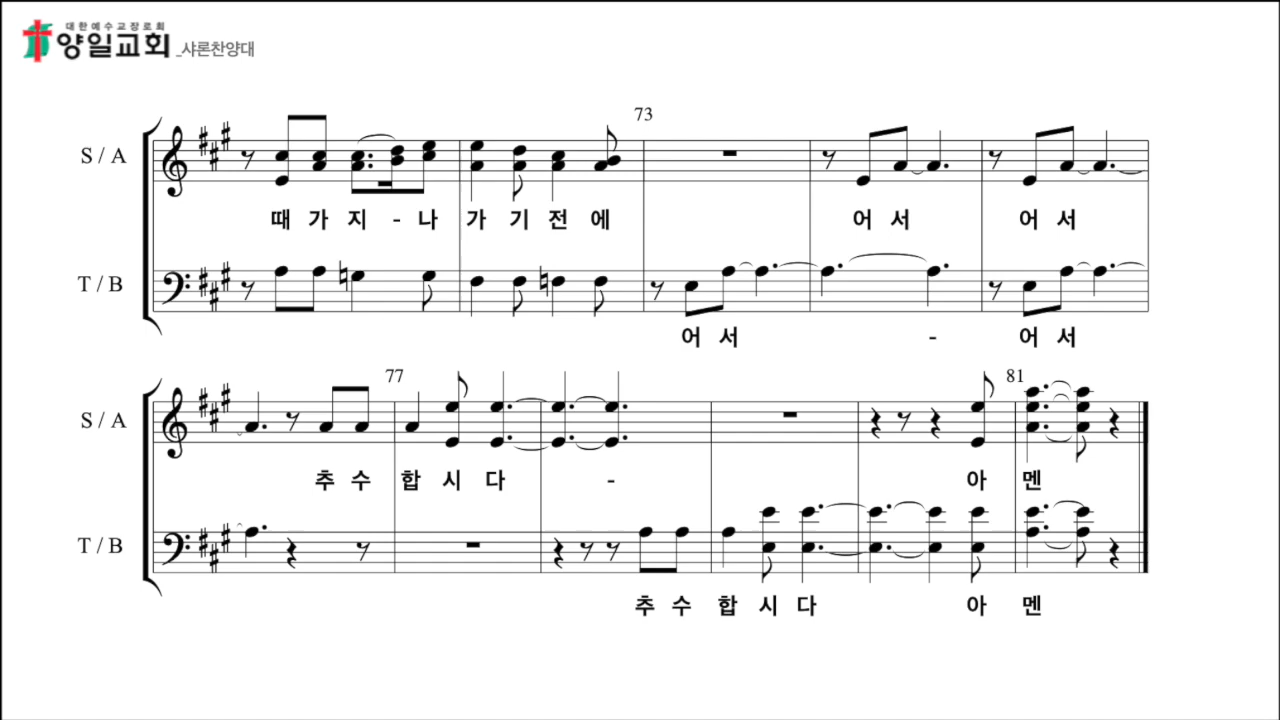 대한예수교장로회
양일교회_샤론찬양대
73
S / A
때 가 지 - 나 가 기 전 에 어 서 어 서
T / B
어 서 - 어 서
77 81
S / A
추 수 합 시 다 - 아 멘
T / B
추 수 합 시 다 아 멘